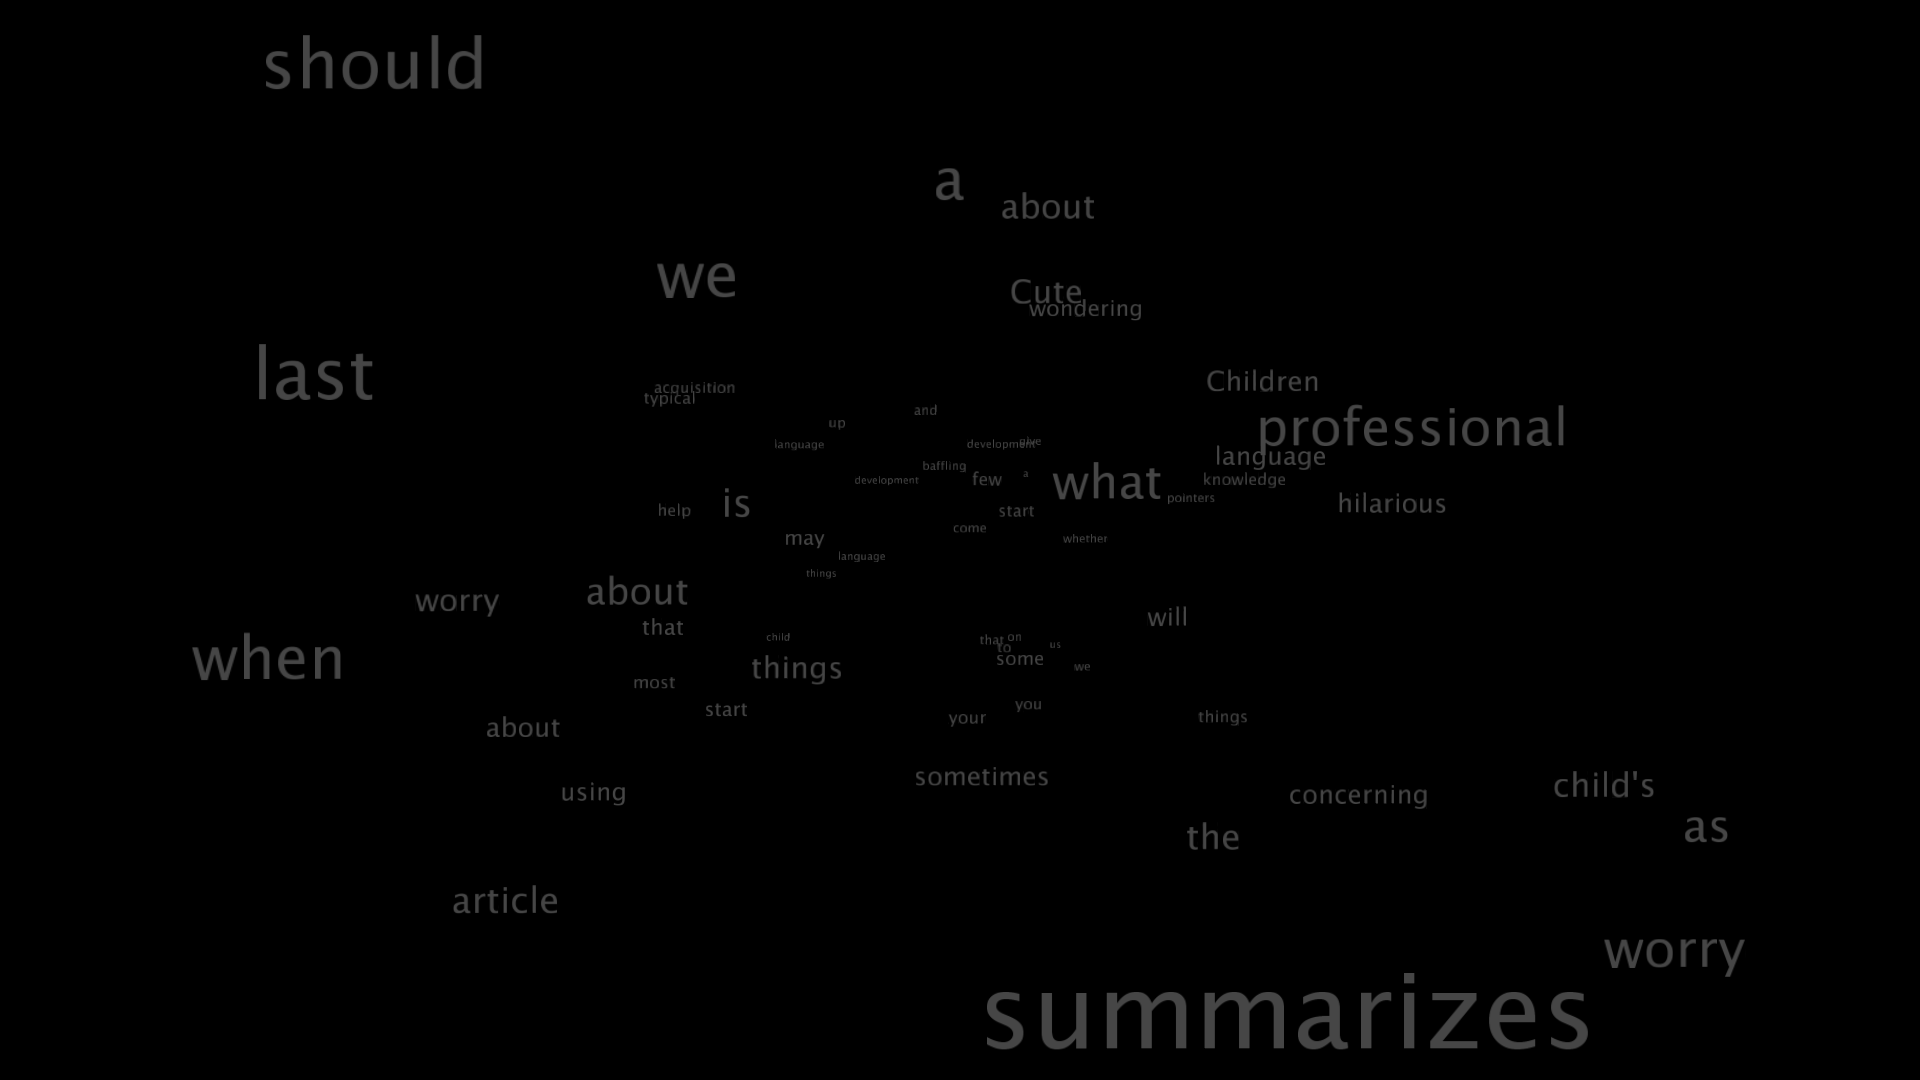 should
a
about
we
Cute
wondering
last
Children
acquisition
typical
and
professional
up
give
language
development
language
baffling
few
a
what
knowledge
development
pointers
is
hilarious
help
start
come
may
whether
language
things
about
worry
will
that
child
on
that
us
to
when
some
things
we
most
you
start
your
things
about
sometimes
child's
using
concerning
as
the
article
worry
summarizes